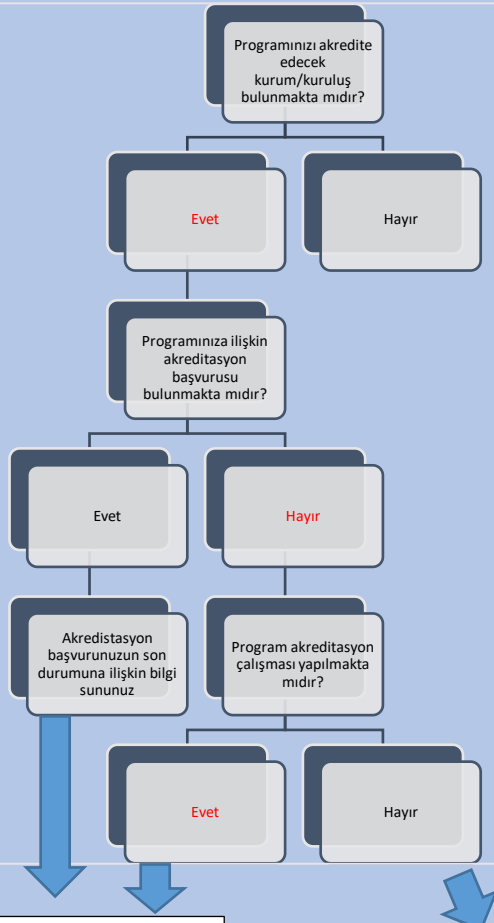 Programınızı akredite
edecek
kurum/kuruluş
bulunmakta mıdır?
Evet
Hayır
Programınıza ilişkin
akreditasyon
başvurusu
bulunmakta mıdır?
Evet
Hayır
Akredistasyon
başvurunuzun son
durumuna ilişkin bilgi
sununuz
Program akreditasyon
çalışması yapılmakta
mıdır?
Evet
Hayır